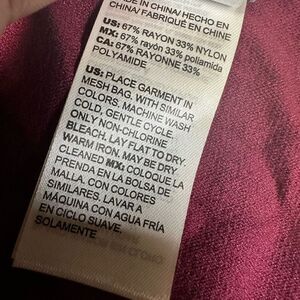 DE IN CHINA/ HECHO EN
CHINA/ FABRIQUÉ EN CHINE
US: 67% RAYON 33% NYLON
MX: 67% rayón 33% poliamida
CA: 67% RAYONNE 33%
POLYAMIDE
US: PLACE GARMENT IN
MESH BAG. WITH SIMILAR
COLORS. MACHINE WASH
COLD, GENTLE CYCLE.
ONLY NON-CHLORINE
BLEACH. LAY FLAT TO DRY.
WARM IRON. MAY BE DRY
CLEANED MX: COLOQUE LA
PRENDA EN LA BOLSA DE
MALLA. CON COLORES
SIMILARES. LAVAR A
MÁQUINA CON AGUA FRÍA
EN CICLO SUAVE.
SOLAMENTE